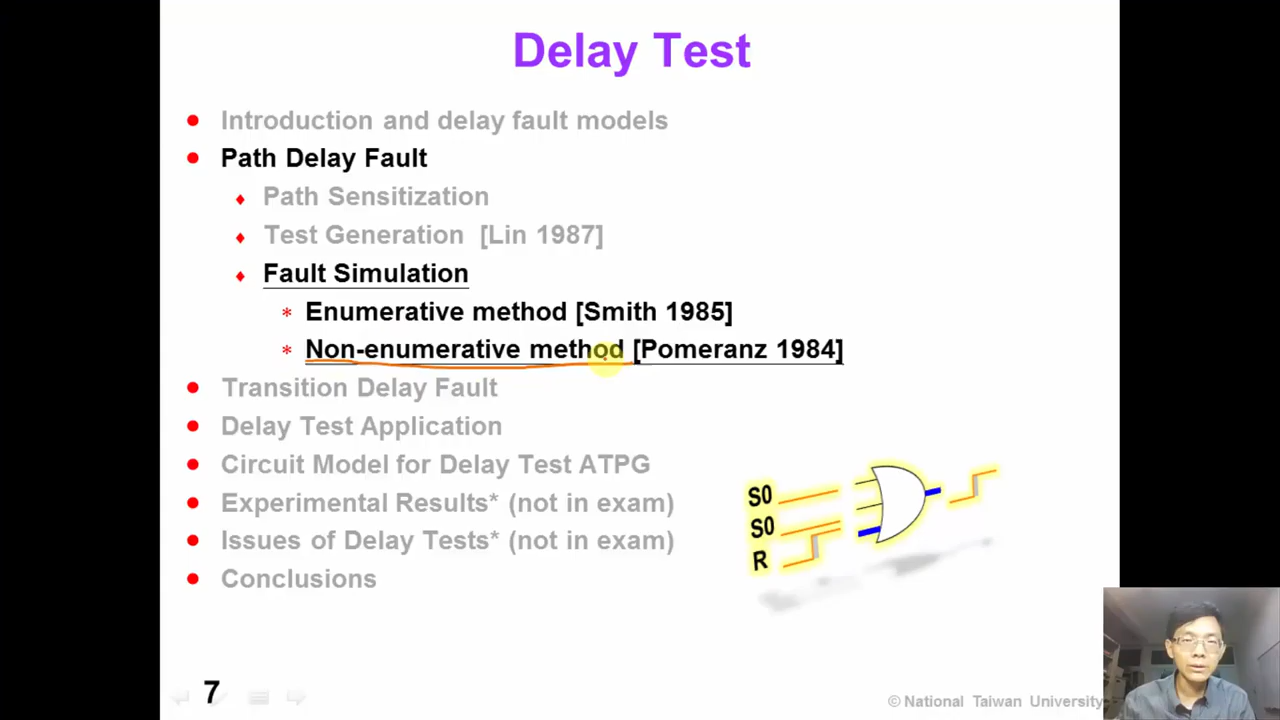 Delay Test
Introduction and delay fault models
Path Delay Fault
Path Sensitization
Test Generation [Lin 1987]
Fault Simulation
* Enumerative method [Smith 1985]
* Non-enumerative method [Pomeranz 1984]
Transition Delay Fault
Delay Test Application
Circuit Model for Delay Test ATPG
Experimental Results* (not in exam)
Issues of Delay Tests* (not in exam)
Conclusions
S0
S0
R
7
© National Taiwan University